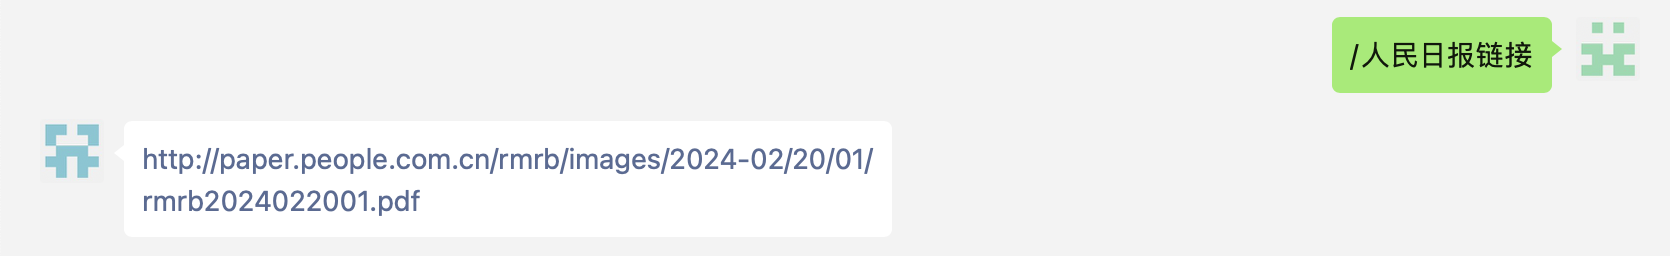 /人民日报链接
http://paper.people.com.cn/rmrb/images/2024-02/20/01/
rmrb2024022001.pdf